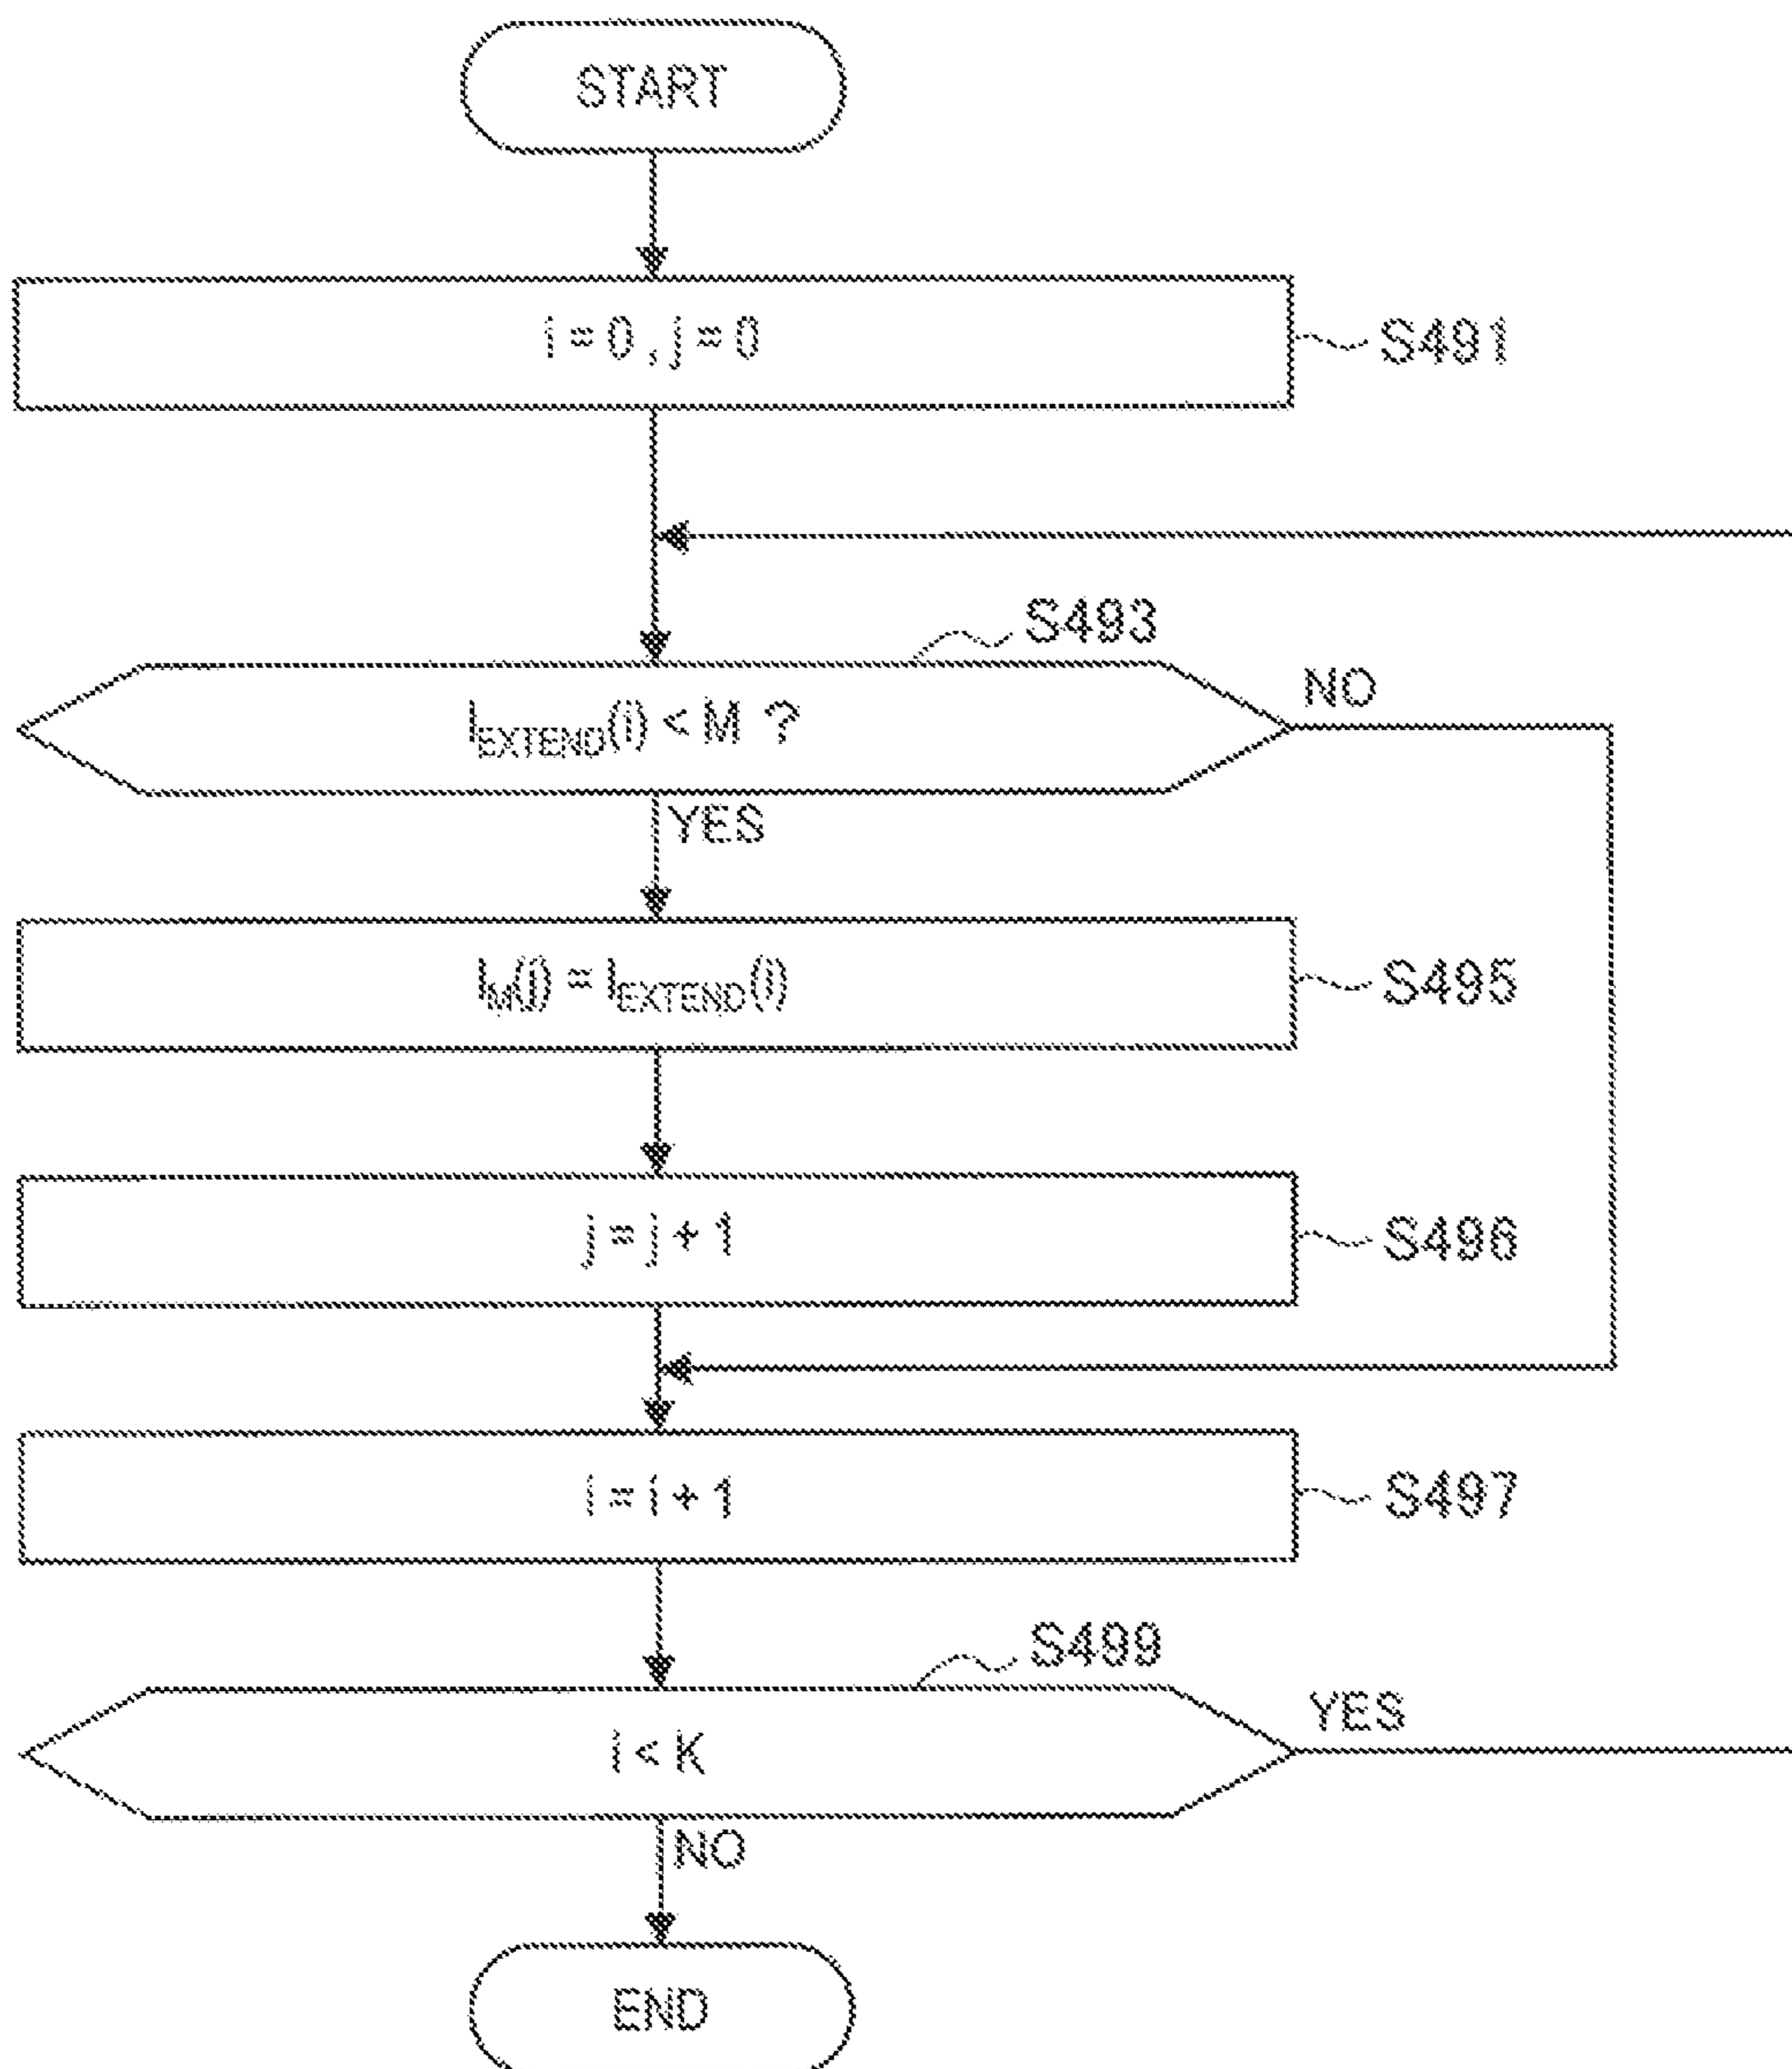 START
i = 0 , j = 0
S491
S493
I_EXTEND(i) < M ?
NO
YES
I_M(j) = I_EXTEND(i)
S495
j = j + 1
S496
i = i + 1
S497
S499
i < K
YES
NO
END